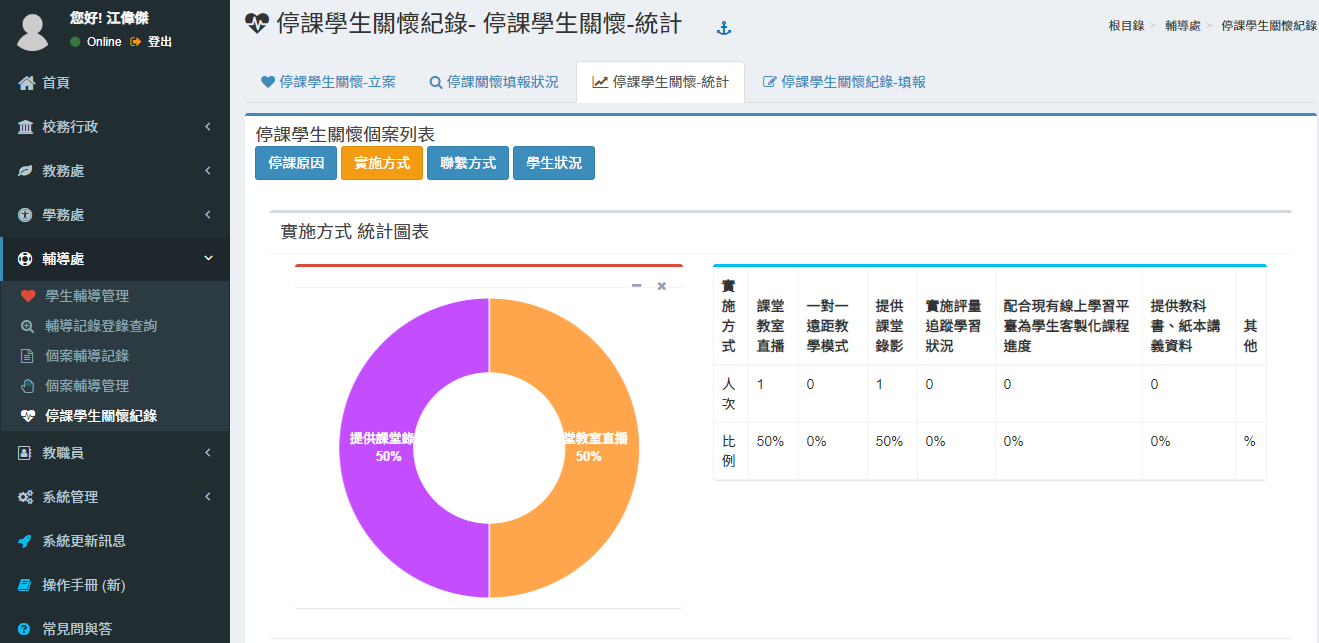 您好! 江偉傑
Online 登出
首頁
校務行政
教務處
學務處
輔導處
學生輔導管理
輔導記錄登錄查詢
個案輔導記錄
個案輔導管理
停課學生關懷紀錄
教職員
系統管理
系統更新訊息
操作手冊 (新)
常見問與答
停課學生關懷紀錄- 停課學生關懷-統計
根目錄 > 輔導處 > 停課學生關懷紀錄
停課學生關懷-立案 停課關懷填報狀況 停課學生關懷-統計 停課學生關懷紀錄-填報
停課學生關懷個案列表
停課原因 實施方式 聯繫方式 學生狀況
實施方式 統計圖表
提供課堂錄
50%
堂教室直播
50%
實
施
方
式
課堂
教室
直播
一對一
遠距教
學模式
提供
課堂
錄影
實施評量
追蹤學習
狀況
配合現有線上學習平
臺為學生客製化課程
進度
提供教科
書、紙本講
義資料
其
他
人
次
1 0 1 0 0 0
比
例
50% 0% 50% 0% 0% 0% %